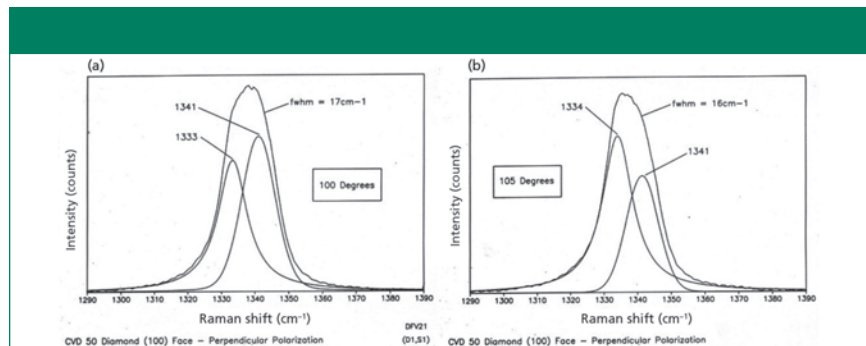 (a)
1341
1333
fwhm = 17cm-1
100 Degrees
Intensity (counts)
1290 1300 1310 1320 1330 1340 1350 1360 1370 1380 1390
Raman shift (cm⁻¹)
DFV21
CVD 50 Diamond (100) Face – Perpendicular Polarization (D1,S1)
(b)
1334
fwhm = 16cm-1
1341
105 Degrees
Intensity (counts)
1290 1300 1310 1320 1330 1340 1350 1360 1370 1380 1390
Raman shift (cm⁻¹)
CVD 50 Diamond (100) Face – Perpendicular Polarization